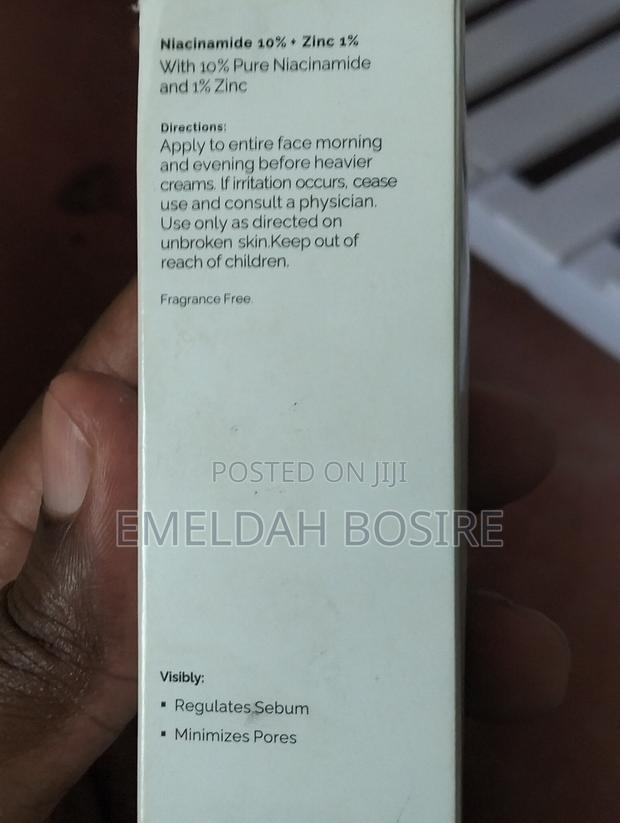 Niacinamide 10% + Zinc 1%
With 10% Pure Niacinamide
and 1% Zinc
Directions:
Apply to entire face morning
and evening before heavier
creams. lf irritation occurs, cease
use and consult a physician.
Use only as directed on
unbroken skin.Keep out of
reach of children.
Fragrance Free.
POSTED ON JIJI
EMELDAH BOSIRE
Visibly:
▪ Regulates Sebum
▪ Minimizes Pores